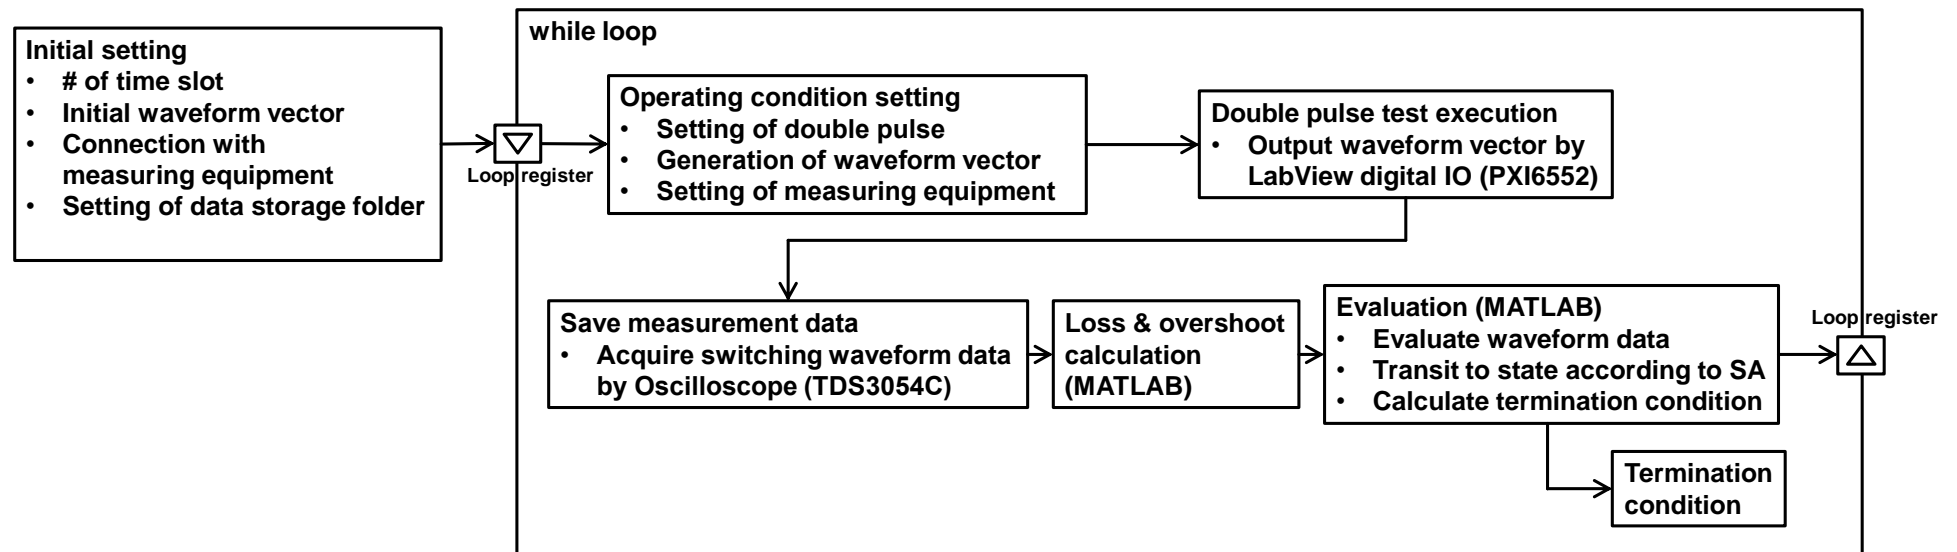 Initial setting
• # of time slot
• Initial waveform vector
• Connection with
measuring equipment
• Setting of data storage folder
Loop register
while loop
Operating condition setting
• Setting of double pulse
• Generation of waveform vector
• Setting of measuring equipment
Double pulse test execution
• Output waveform vector by
LabView digital IO (PXI6552)
Save measurement data
• Acquire switching waveform data
by Oscilloscope (TDS3054C)
Loss & overshoot
calculation
(MATLAB)
Evaluation (MATLAB)
• Evaluate waveform data
• Transit to state according to SA
• Calculate termination condition
Loop register
Termination
condition